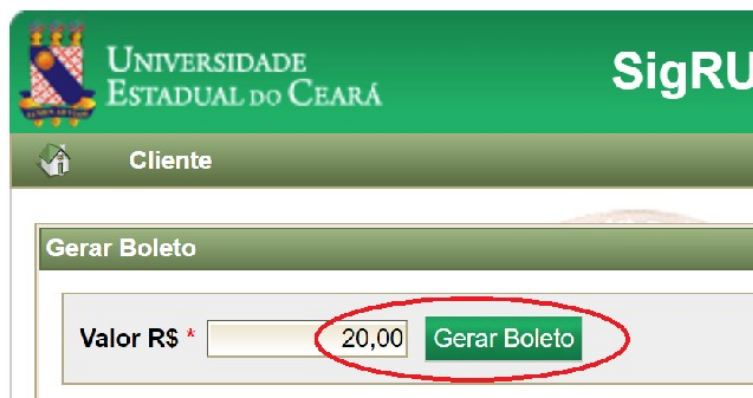 UNIVERSIDADE
ESTADUAL DO CEARÁ
SigRU
Cliente
Gerar Boleto
Valor R$ * 20,00 Gerar Boleto